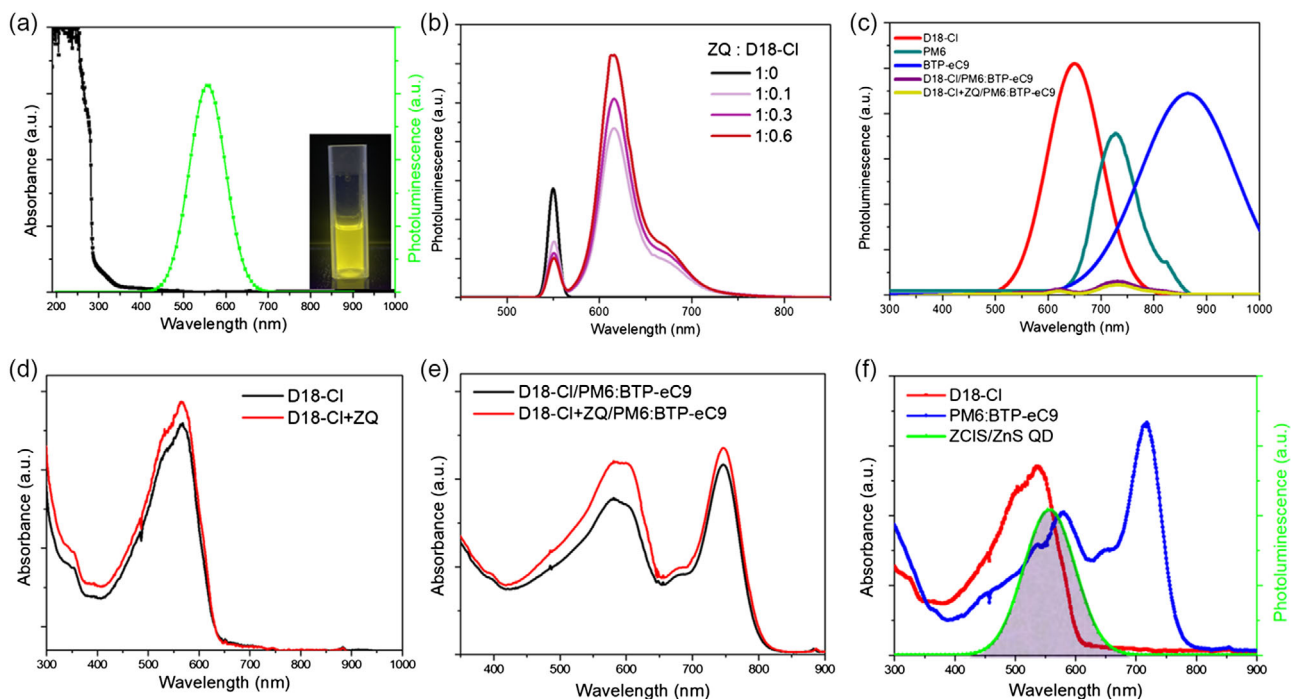 (a)
Absorbance (a.u.)
Photoluminescence (a.u.)
200 300 400 500 600 700 800 900
Wavelength (nm)
(b)
Photoluminescence (a.u.)
ZQ : D18-Cl
1:0
1:0.1
1:0.3
1:0.6
500 600 700 800
Wavelength (nm)
(c)
Photoluminescence (a.u.)
D18-Cl
PM6
BTP-eC9
D18-Cl/PM6:BTP-eC9
D18-Cl+ZQ/PM6:BTP-eC9
300 400 500 600 700 800 900 1000
Wavelength (nm)
(d)
Absorbance (a.u.)
D18-Cl
D18-Cl+ZQ
300 400 500 600 700 800 900 1000
Wavelength (nm)
(e)
Absorbance (a.u.)
D18-Cl/PM6:BTP-eC9
D18-Cl+ZQ/PM6:BTP-eC9
400 500 600 700 800 900
Wavelength (nm)
(f)
Absorbance (a.u.)
Photoluminescence (a.u.)
D18-Cl
PM6:BTP-eC9
ZCIS/ZnS QD
300 400 500 600 700 800 900
Wavelength (nm)